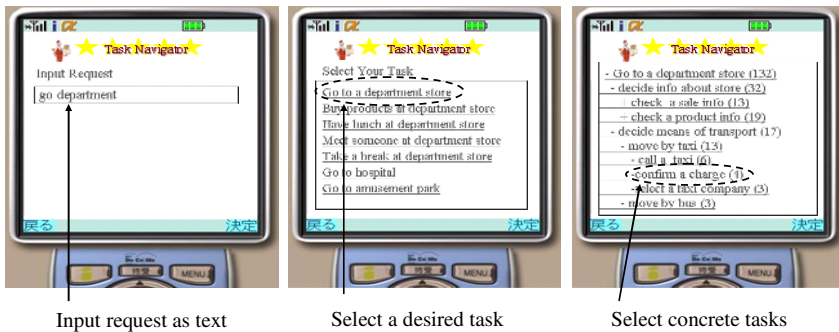 Task Navigator
Input Request
go department
戻る 決定
DoCoMo
MENU
Input request as text
Task Navigator
Select Your Task
Go to a department store
Buy products at department store
Have lunch at department store
Meet someone at department store
Take a break at department store
Go to hospital
Go to amusement park
戻る 決定
DoCoMo
MENU
Select a desired task
Task Navigator
- Go to a department store (132)
- decide info about store (32)
+ check a sale info (13)
+ check a product info (19)
- decide means of transport (17)
- move by taxi (13)
- call a taxi (6)
-confirm a charge (4)
-select a taxi company (3)
- move by bus (3)
戻る 決定
DoCoMo
MENU
Select concrete tasks